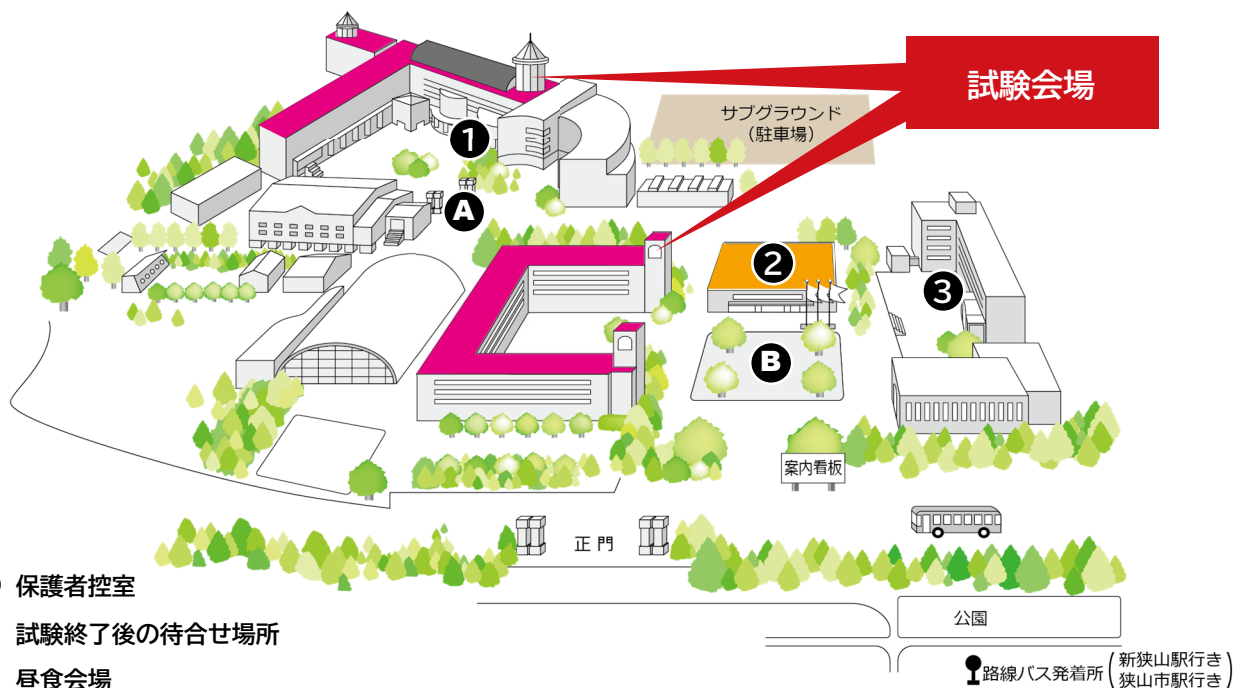 試験会場
サブグラウンド
(駐車場)
1
A
2
3
B
案内看板
正門
保護者控室
試験終了後の待合せ場所
昼食会場
公園
路線バス発着所(新狭山駅行き
狭山市駅行き)